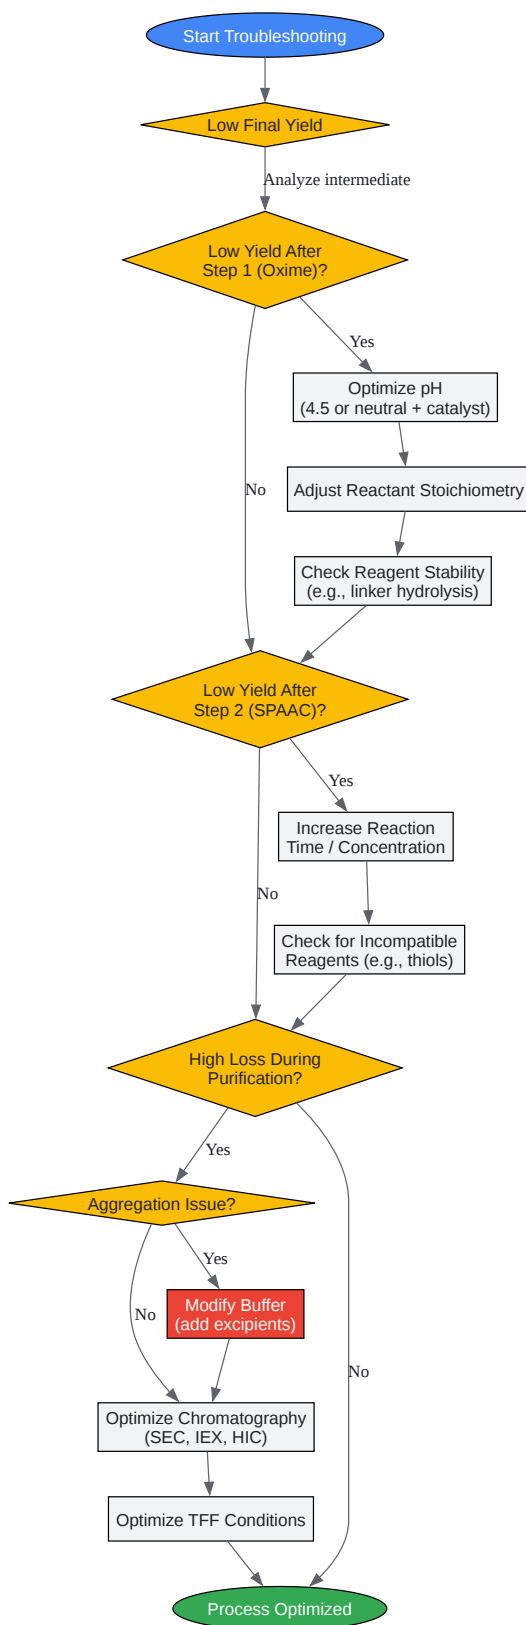 Start Troubleshooting
Low Final Yield
Analyze intermediate
Low Yield After
Step 1 (Oxime)?
Yes
Optimize pH
(4.5 or neutral + catalyst)
No
Adjust Reactant Stoichiometry
Check Reagent Stability
(e.g., linker hydrolysis)
Low Yield After
Step 2 (SPAAC)?
Yes
Increase Reaction
Time / Concentration
No
Check for Incompatible
Reagents (e.g., thiols)
High Loss During
Purification?
Yes
Aggregation Issue?
Yes
Modify Buffer
(add excipients)
No
No
Optimize Chromatography
(SEC, IEX, HIC)
Optimize TFF Conditions
Process Optimized